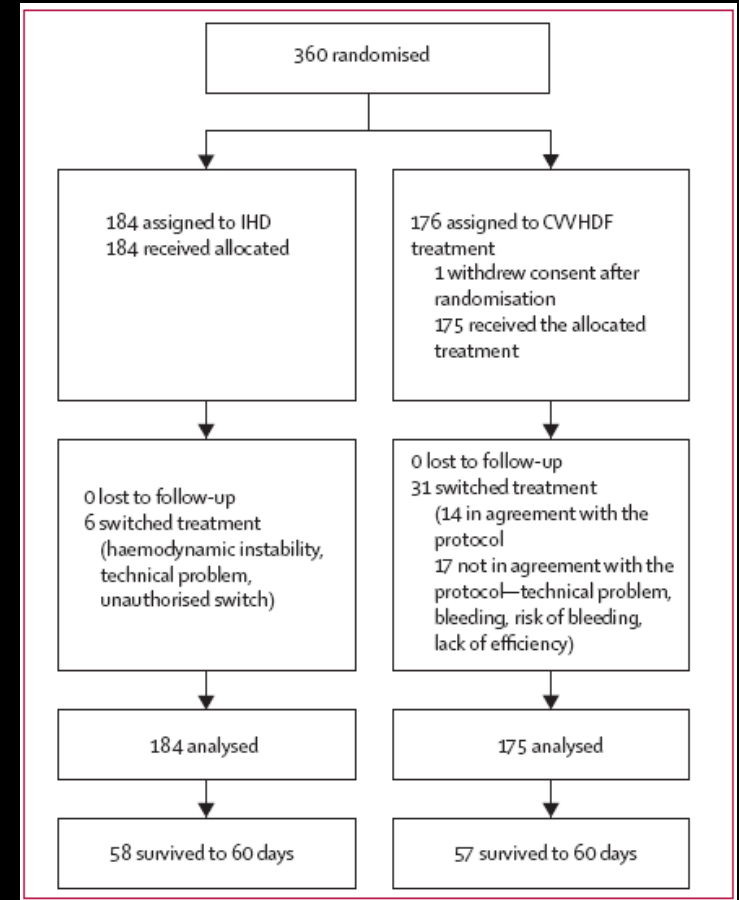 360 randomised
184 assigned to IHD
184 received allocated
176 assigned to CVVHDF
treatment
1 withdrew consent after
randomisation
175 received the allocated
treatment
0 lost to follow-up
6 switched treatment
(haemodynamic instability,
technical problem,
unauthorised switch)
0 lost to follow-up
31 switched treatment
(14 in agreement with the
protocol
17 not in agreement with the
protocol—technical problem,
bleeding, risk of bleeding,
lack of efficiency)
184 analysed
175 analysed
58 survived to 60 days
57 survived to 60 days